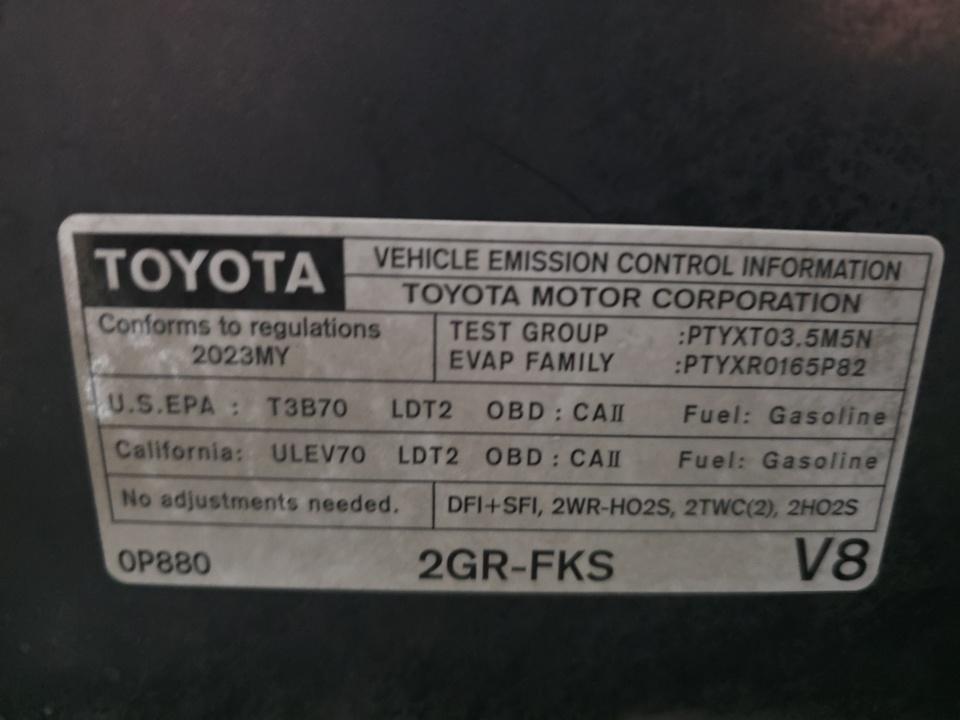 TOYOTA
VEHICLE EMISSION CONTROL INFORMATION
TOYOTA MOTOR CORPORATION
Conforms to regulations
2023MY
TEST GROUP :PTYXT03.5M5N
EVAP FAMILY :PTYXR0165P82
U.S.EPA : T3B70 LDT2 OBD : CAII Fuel: Gasoline
California: ULEV70 LDT2 OBD : CAII Fuel: Gasoline
No adjustments needed.
DFI+SFI, 2WR-HO2S, 2TWC(2), 2HO2S
0P880 2GR-FKS V8